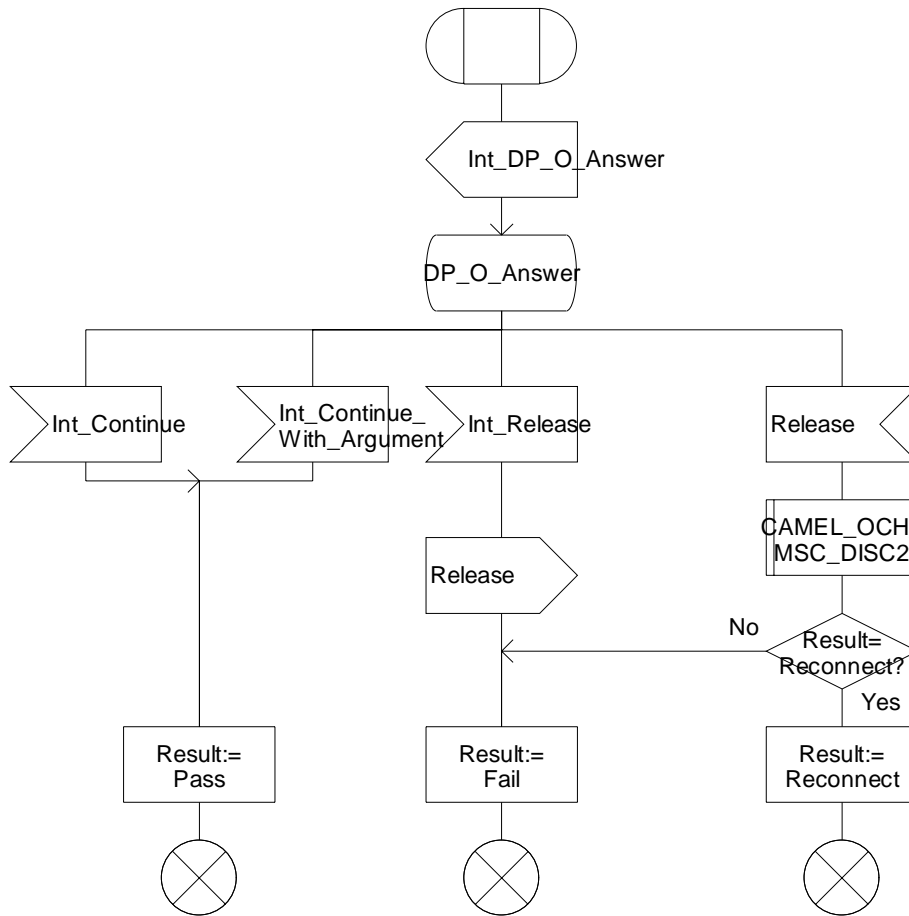 Int_DP_O_Answer
DP_O_Answer
Int_Continue
Int_Continue_
With_Argument
Int_Release
Release
CAMEL_OCH
MSC_DISC2
Release
No
Result=
Reconnect?
Yes
Result:=
Pass
Result:=
Fail
Result:=
Reconnect